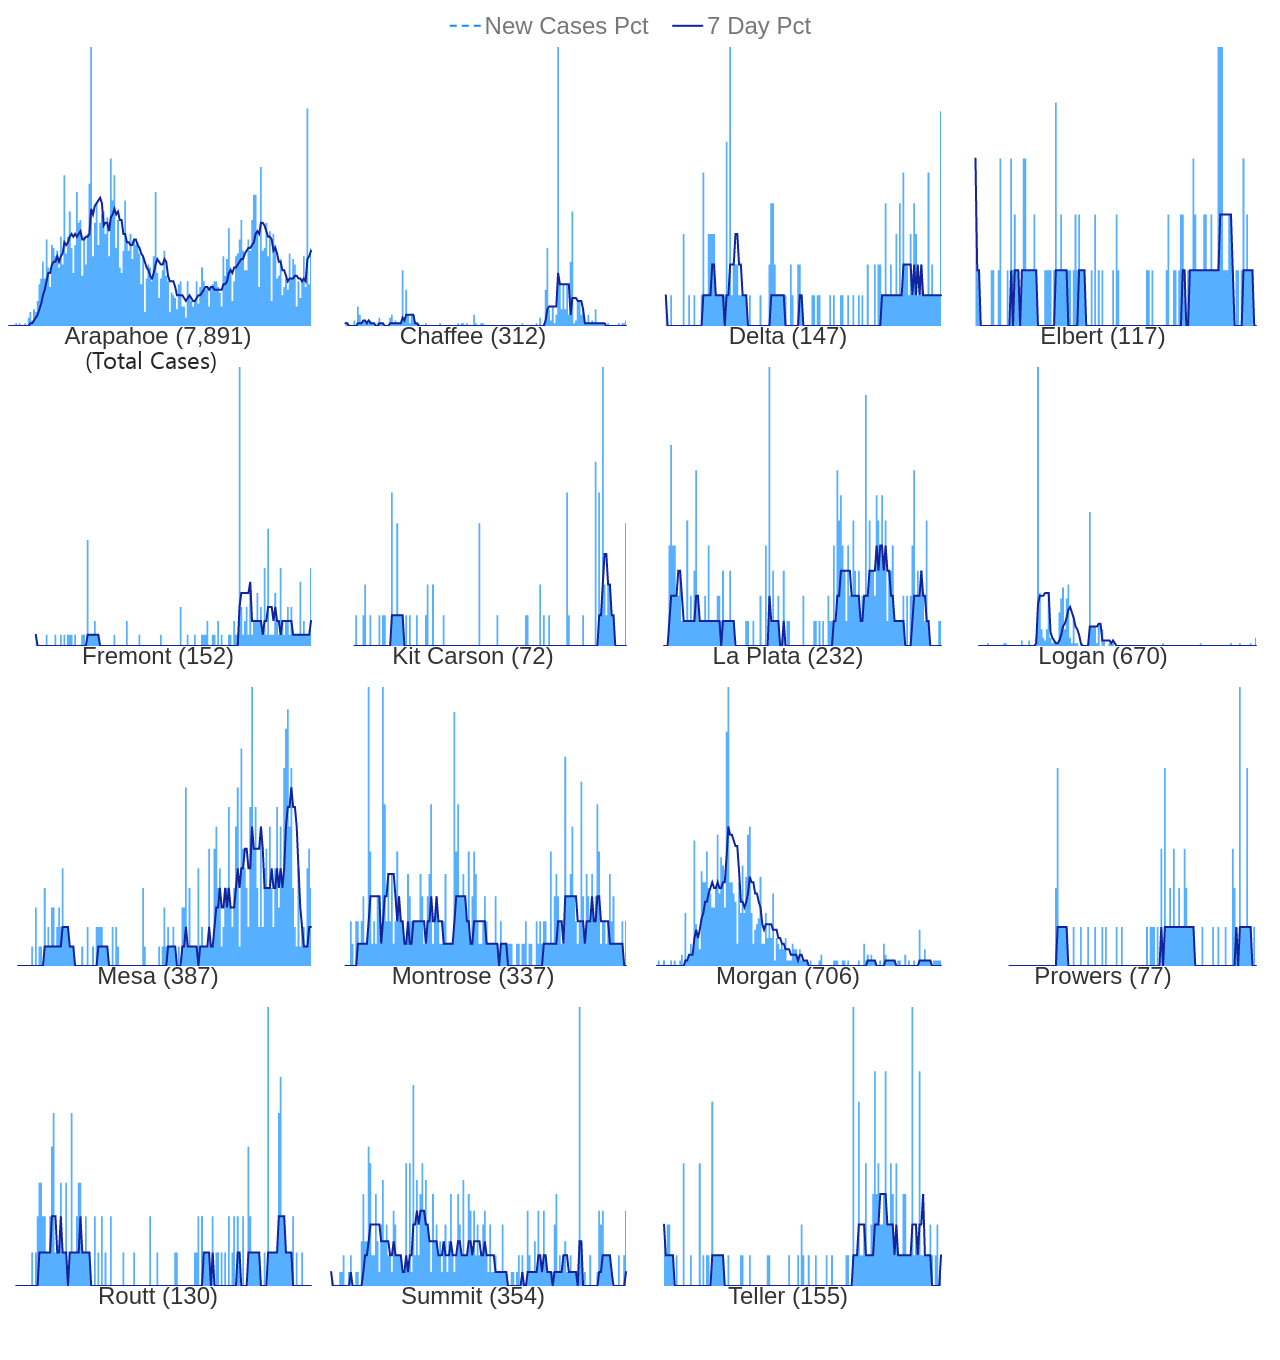 New Cases Pct 7 Day Pct
Arapahoe (7,891) Chaffee (312) Delta (147) Elbert (117)
(Total Cases)
Fremont (152) Kit Carson (72) La Plata (232) Logan (670)
Mesa (387) Montrose (337) Morgan (706) Prowers (77)
Routt (130) Summit (354) Teller (155)